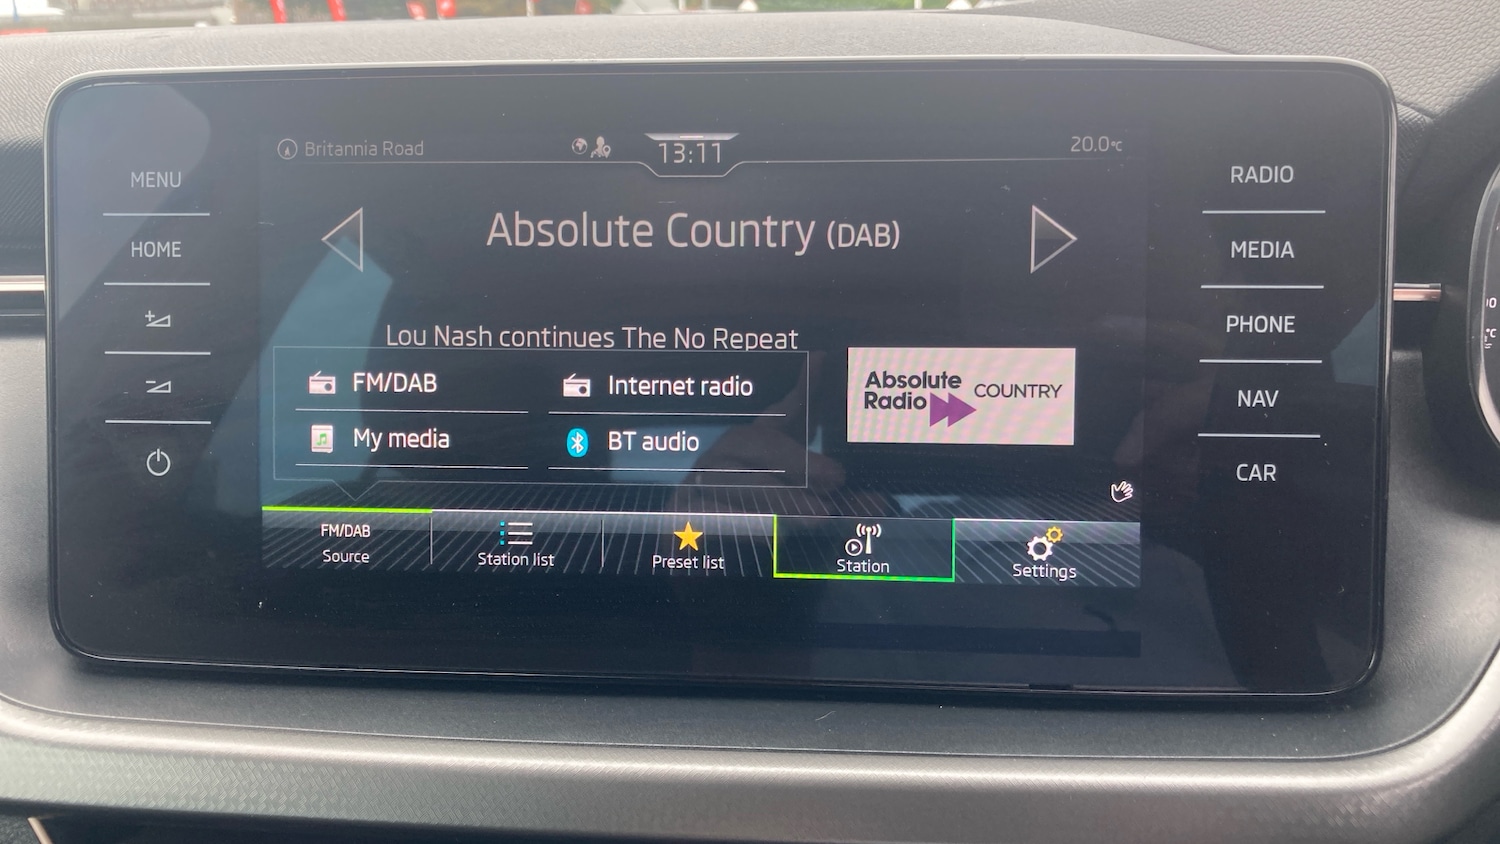 Britannia Road
13:11
20.0°C
MENU
HOME
RADIO
MEDIA
PHONE
NAV
CAR
Absolute Country (DAB)
Lou Nash continues The No Repeat
FM/DAB
Internet radio
My media
BT audio
Absolute
Radio
COUNTRY
FM/DAB
Source
Station list
Preset list
Station
Settings